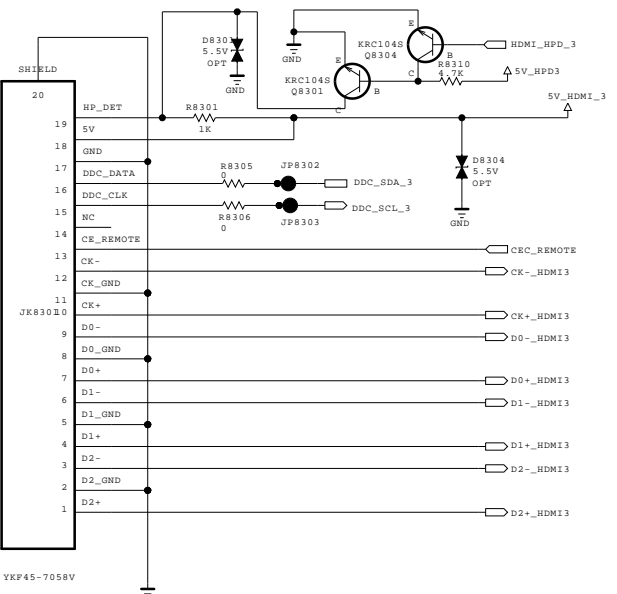 SHIELD
20
19 HP_DET
18 5V
17 GND
16 DDC_DATA
15 DDC_CLK
14 NC
13 CE_REMOTE
12 CK-
11 CK_GND
10 CK+
9 D0-
8 D0_GND
7 D0+
6 D1-
5 D1_GND
4 D1+
3 D2-
2 D2_GND
1 D2+
JK8301
YKF45-7058V
D8301
5.5V
OPT
GND
R8301
1K
GND
E
KRC104S
Q8301
C
B
E
KRC104S
Q8304
C
B
HDMI_HPD_3
R8310
4.7K
5V_HPD3
5V_HDMI_3
D8304
5.5V
OPT
GND
R8305
0
JP8302
DDC_SDA_3
R8306
0
JP8303
DDC_SCL_3
CEC_REMOTE
CK-_HDMI3
CK+_HDMI3
D0-_HDMI3
D0+_HDMI3
D1-_HDMI3
D1+_HDMI3
D2-_HDMI3
D2+_HDMI3